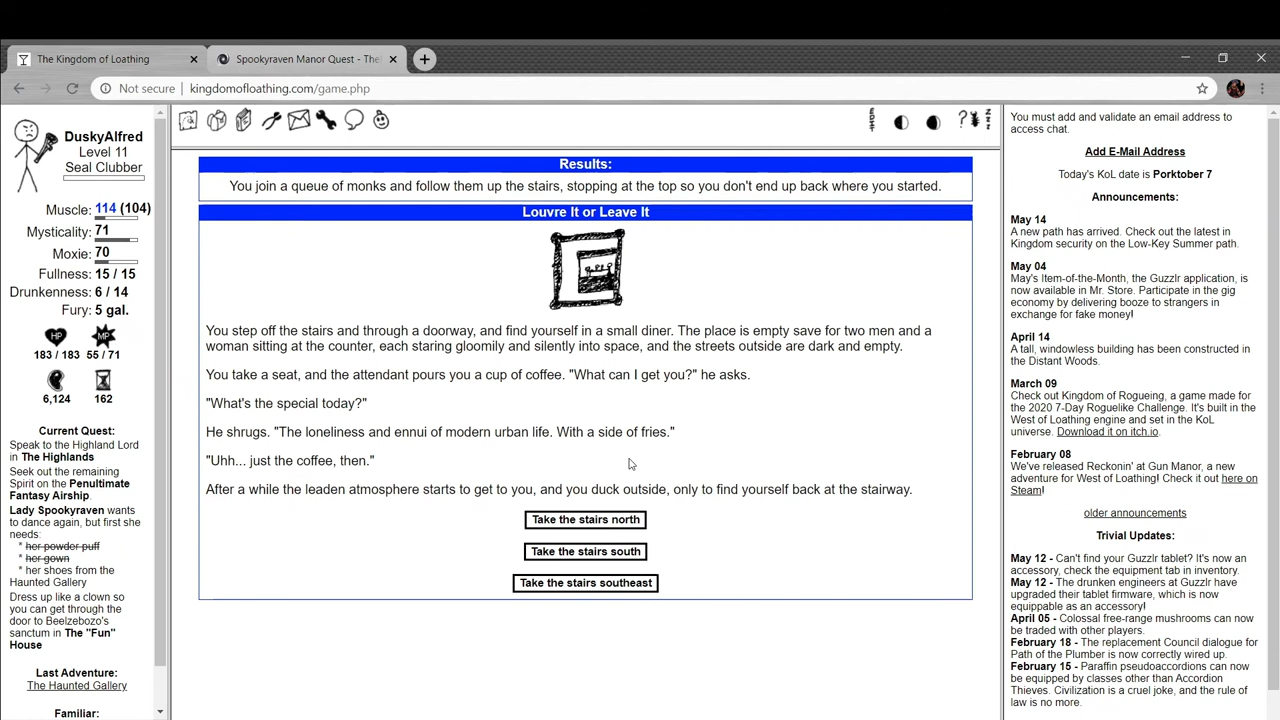 The Kingdom of Loathing
Spookyraven Manor Quest - The
Not secure
kingdomofloathing.com/game.php
DuskyAlfred
Level 11
Seal Clubber
Muscle: 114 (104)
Mysticality: 71
Moxie: 70
Fullness: 15 / 15
Drunkenness: 6 / 14
Fury: 5 gal.
HP
MP
183 / 183
55 / 71
6,124
162
Current Quest:
Speak to the Highland Lord
in The Highlands
Seek out the remaining
Spirit on the Penultimate
Fantasy Airship.
Lady Spookyraven wants
to dance again, but first she
needs:
* her powder puff
* her gown
* her shoes from the
Haunted Gallery
Dress up like a clown so
you can get through the
door to Beelzebozo's
sanctum in The "Fun"
House
Last Adventure:
The Haunted Gallery
Familiar:
Results:
You join a queue of monks and follow them up the stairs, stopping at the top so you don't end up back where you started.
Louvre It or Leave It
You step off the stairs and through a doorway, and find yourself in a small diner. The place is empty save for two men and a
woman sitting at the counter, each staring gloomily and silently into space, and the streets outside are dark and empty.
You take a seat, and the attendant pours you a cup of coffee. "What can I get you?" he asks.
"What's the special today?"
He shrugs. "The loneliness and ennui of modern urban life. With a side of fries."
"Uhh... just the coffee, then."
After a while the leaden atmosphere starts to get to you, and you duck outside, only to find yourself back at the stairway.
Take the stairs north
Take the stairs south
Take the stairs southeast
You must add and validate an email address to
access chat.
Add E-Mail Address
Today's KoL date is Porktober 7
Announcements:
May 14
A new path has arrived. Check out the latest in
Kingdom security on the Low-Key Summer path.
May 04
May's Item-of-the-Month, the Guzzlr application, is
now available in Mr. Store. Participate in the gig
economy by delivering booze to strangers in
exchange for fake money!
April 14
A tall, windowless building has been constructed in
the Distant Woods.
March 09
Check out Kingdom of Rogueing, a game made for
the 2020 7-Day Roguelike Challenge. It's built in the
West of Loathing engine and set in the KoL
universe. Download it on itch.io.
February 08
We've released Reckonin' at Gun Manor, a new
adventure for West of Loathing! Check it out here on
Steam!
older announcements
Trivial Updates:
May 12 - Can't find your Guzzlr tablet? It's now an
accessory, check the equipment tab in inventory.
May 12 - The drunken engineers at Guzzlr have
upgraded their tablet firmware, which is now
equippable as an accessory!
April 05 - Colossal free-range mushrooms can now
be traded with other players.
February 18 - The replacement Council dialogue for
Path of the Plumber is now correctly wired up.
February 15 - Paraffin pseudoaccordions can now
be equipped by classes other than Accordion
Thieves. Civilization is a cruel joke, and the rule of
law is no more.